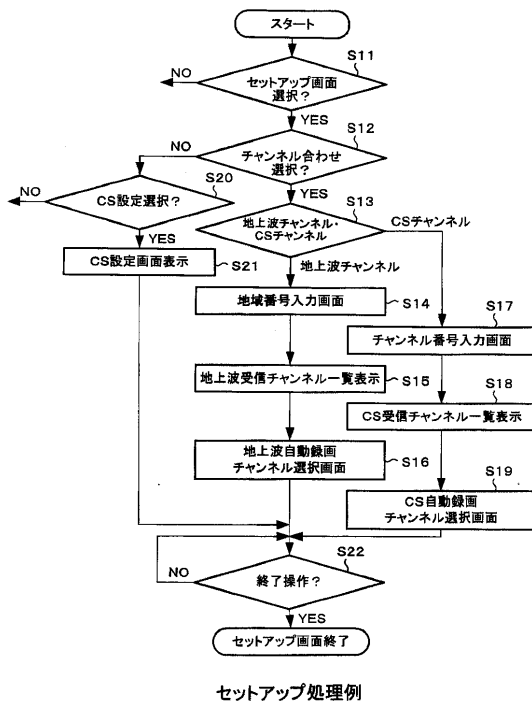 スタート
S11
セットアップ画面
選択？
NO
YES
S12
チャンネル合わせ
選択？
NO
YES
S20
CS設定選択？
NO
YES
S13
地上波チャンネル・
CSチャンネル
CSチャンネル
地上波チャンネル
CS設定画面表示
S21
地域番号入力画面
S14
S17
チャンネル番号入力画面
地上波受信チャンネル一覧表示
S15
S18
CS受信チャンネル一覧表示
地上波自動録画
チャンネル選択画面
S16
S19
CS自動録画
チャンネル選択画面
S22
終了操作？
NO
YES
セットアップ画面終了
セットアップ処理例